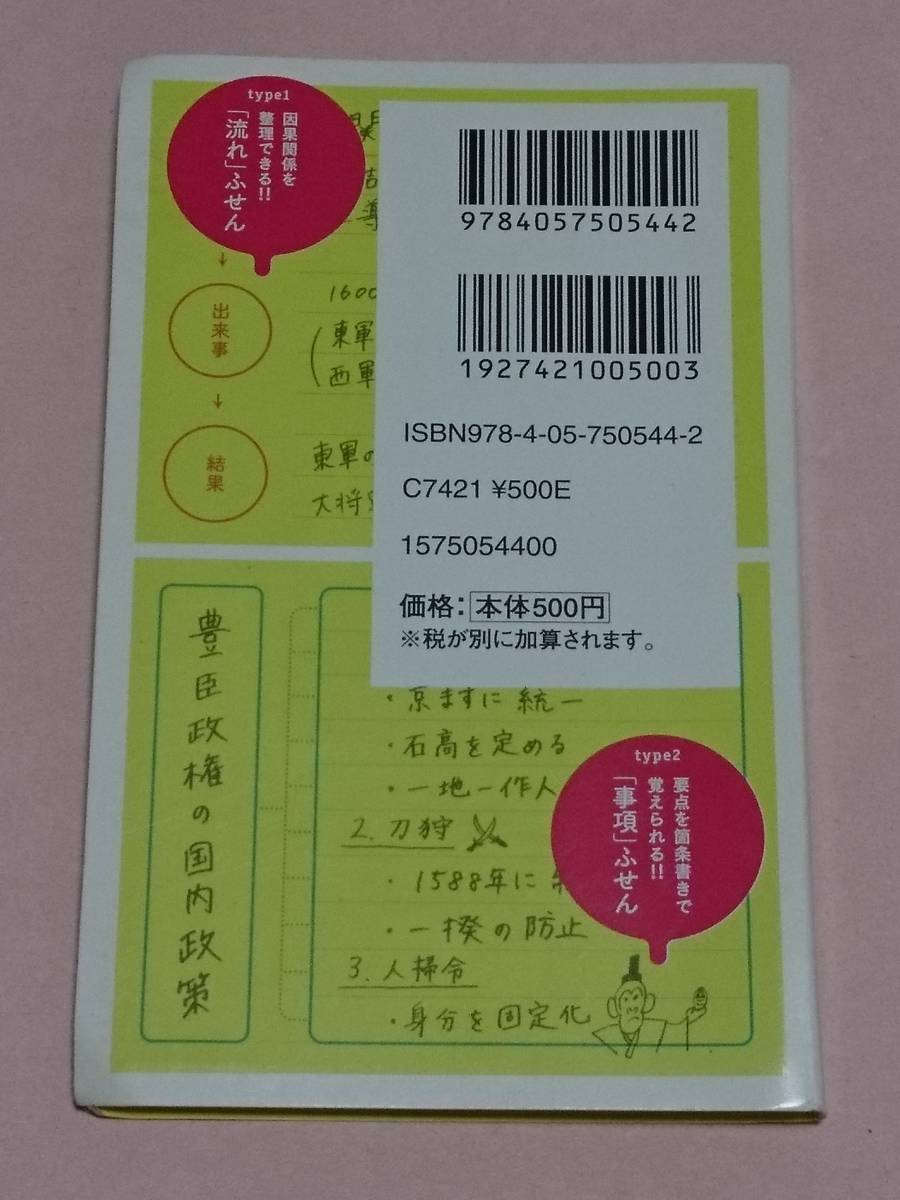 type1
因果関係を
整理できる!!
「流れ」ふせん
出来事
結果
導
1600
東軍
西軍
東軍の
大将
9784057505442
1927421005003
ISBN978-4-05-750544-2
C7421 ¥500E
1575054400
価格：本体500円
※税が別に加算されます。
豊臣政権の国内政策
・京ますに統一
・石高を定める
・一地一作人
2.刀狩
・1588年に
・一揆の防止
3.人掃令
・身分を固定化
type2
要点を箇条書きで
覚えられる!!
「事項」ふせん